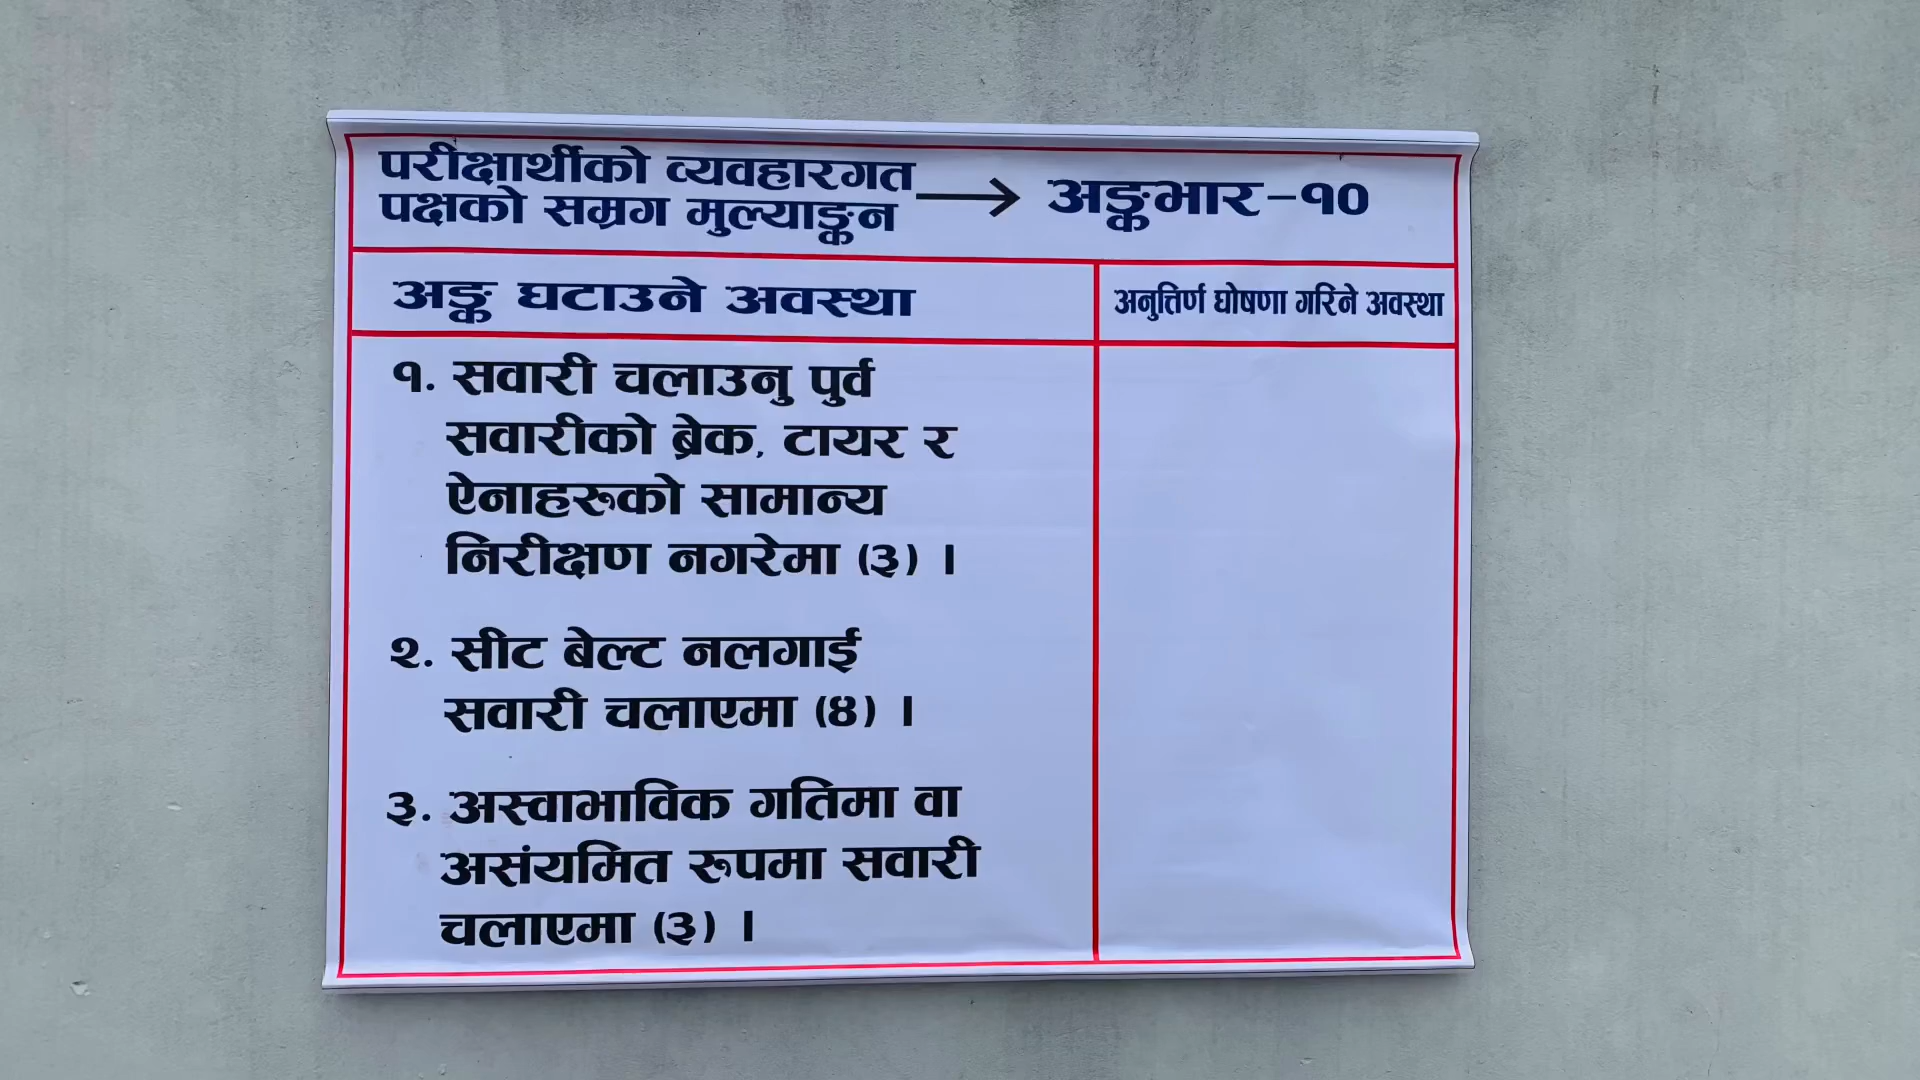 परीक्षार्थीको व्यवहारगत
पक्षको सम्रग मुल्याङ्कन → अङ्कभार-१०
अङ्क घटाउने अवस्था
अनुत्तिर्ण घोषणा गरिने अवस्था
१. सवारी चलाउनु पुर्व
सवारीको ब्रेक, टायर र
ऐनाहरुको सामान्य
निरीक्षण नगरेमा (३) ।
२. सीट बेल्ट नलगाई
सवारी चलाएमा (४) ।
३. अस्वाभाविक गतिमा वा
असंयमित रुपमा सवारी
चलाएमा (३) ।